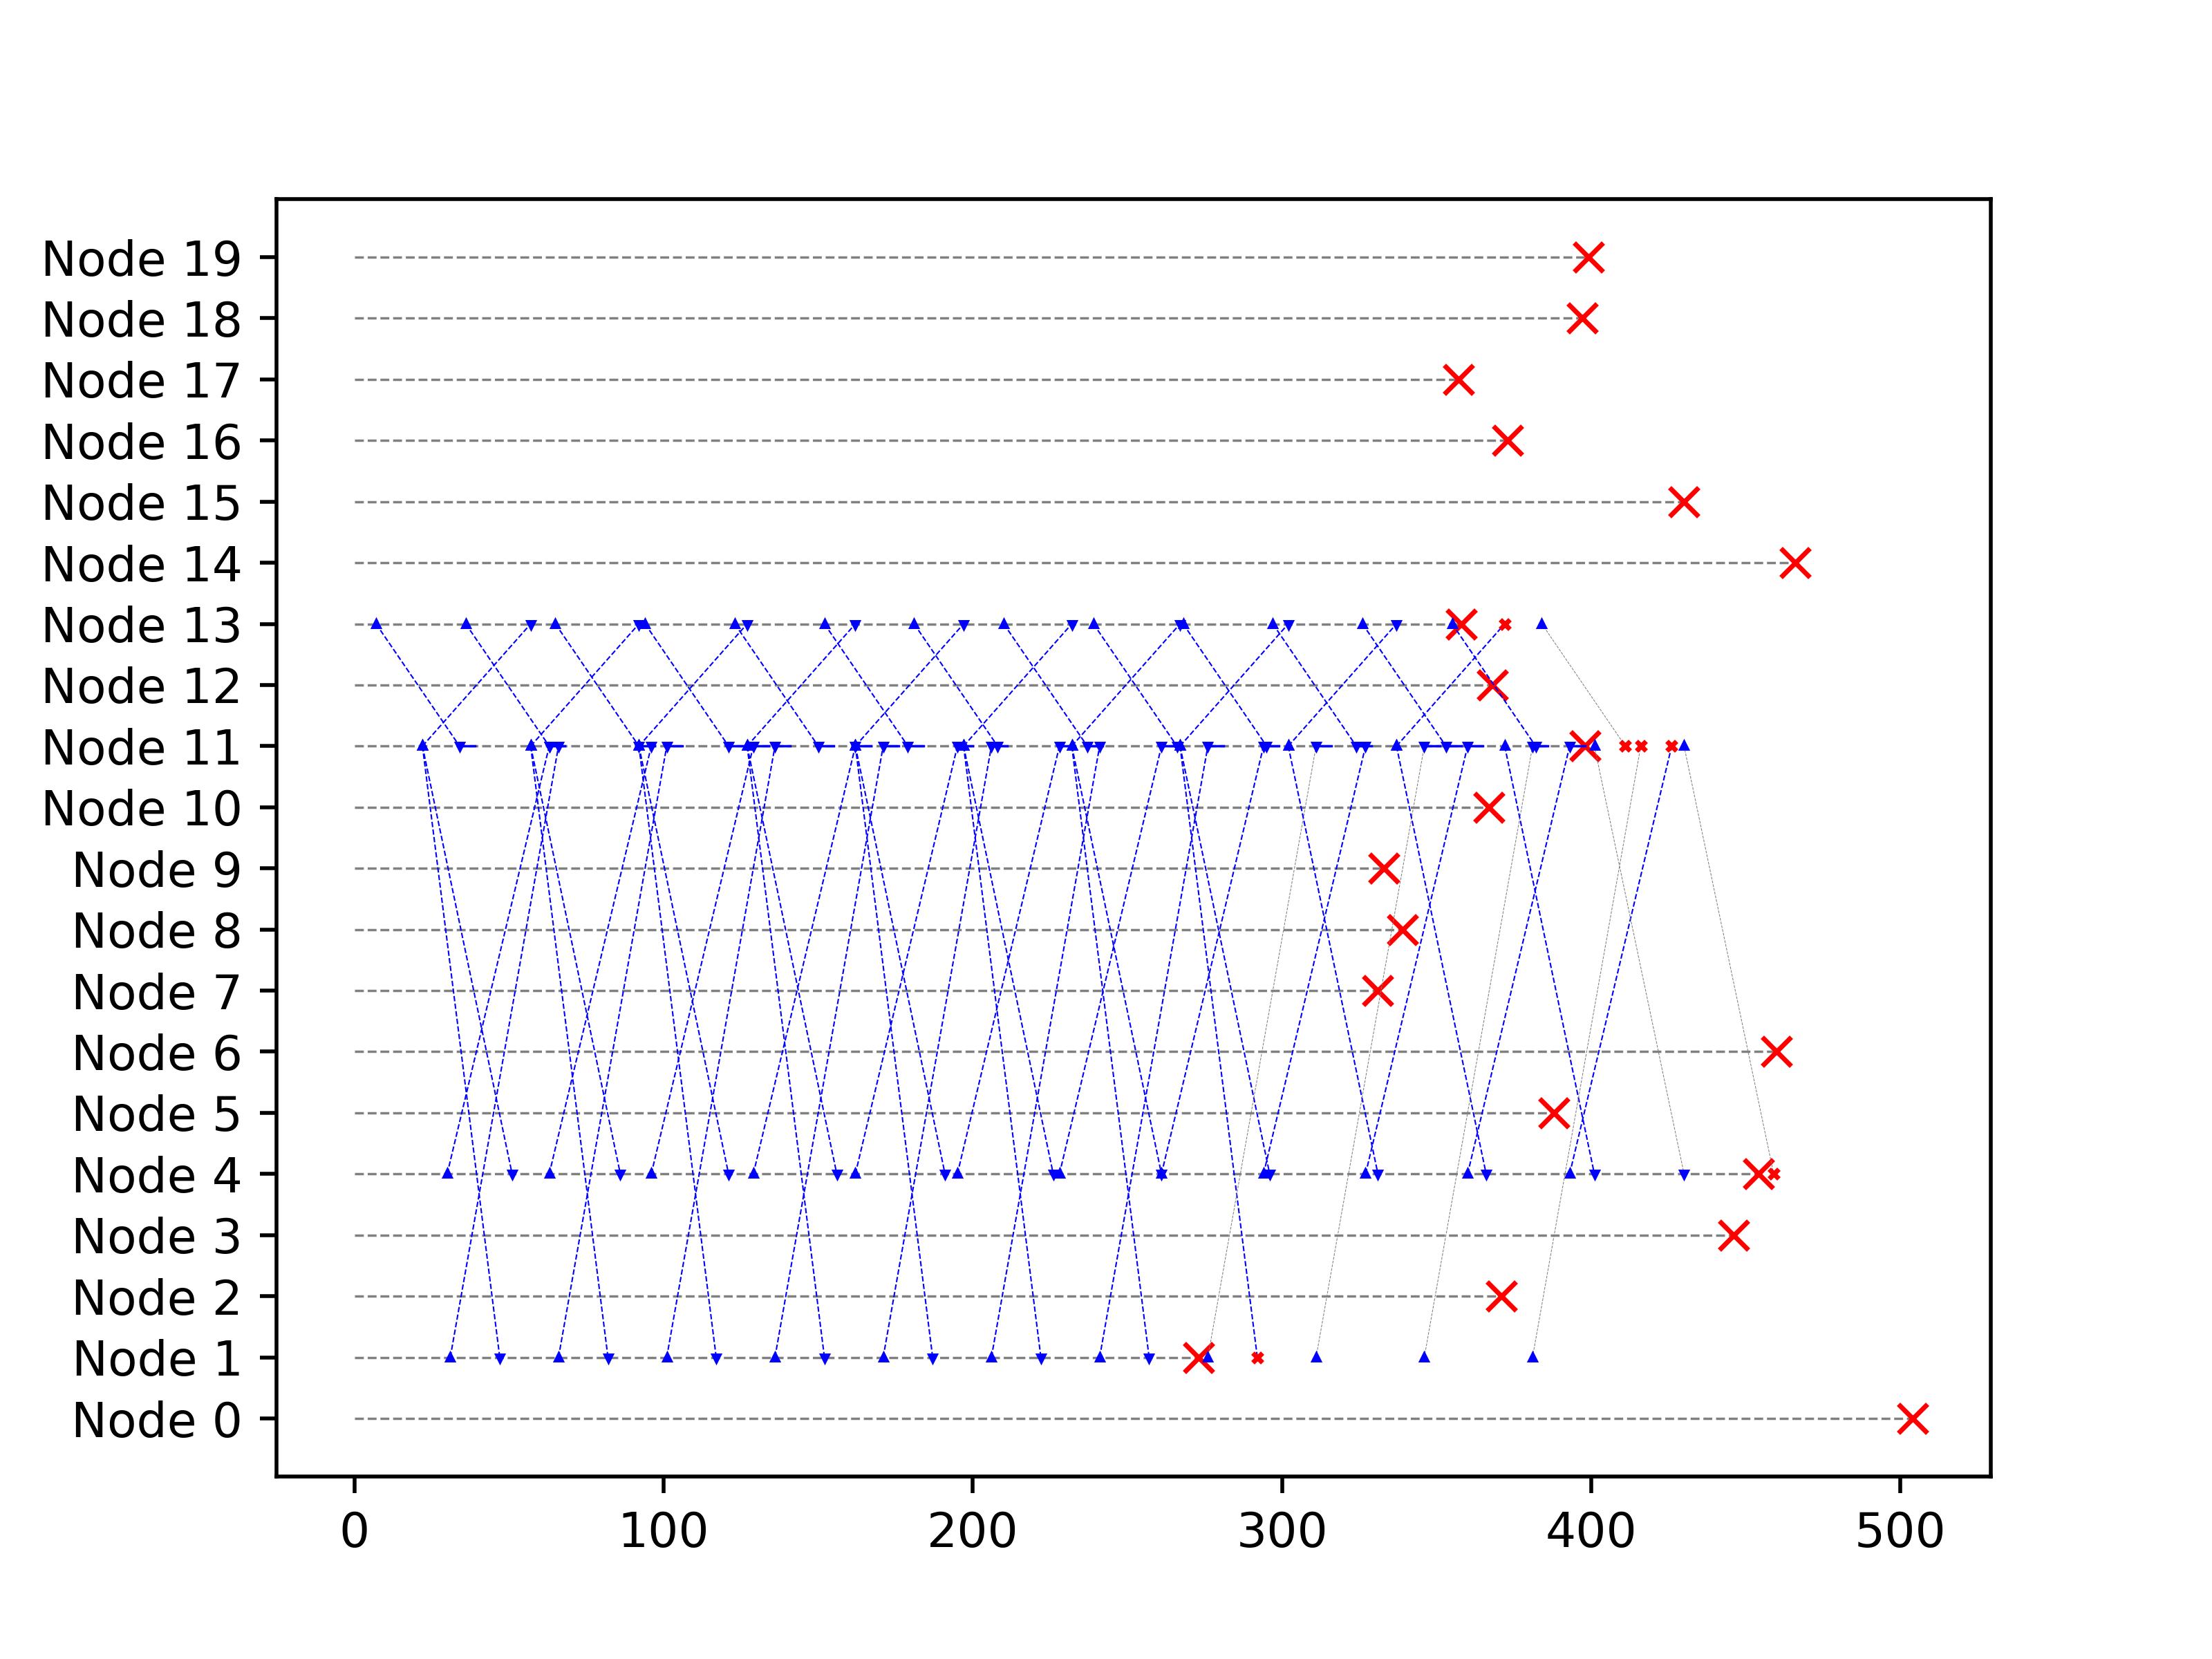 Node 19
Node 18
Node 17
Node 16
Node 15
Node 14
Node 13
Node 12
Node 11
Node 10
Node 9
Node 8
Node 7
Node 6
Node 5
Node 4
Node 3
Node 2
Node 1
Node 0
0 100 200 300 400 500